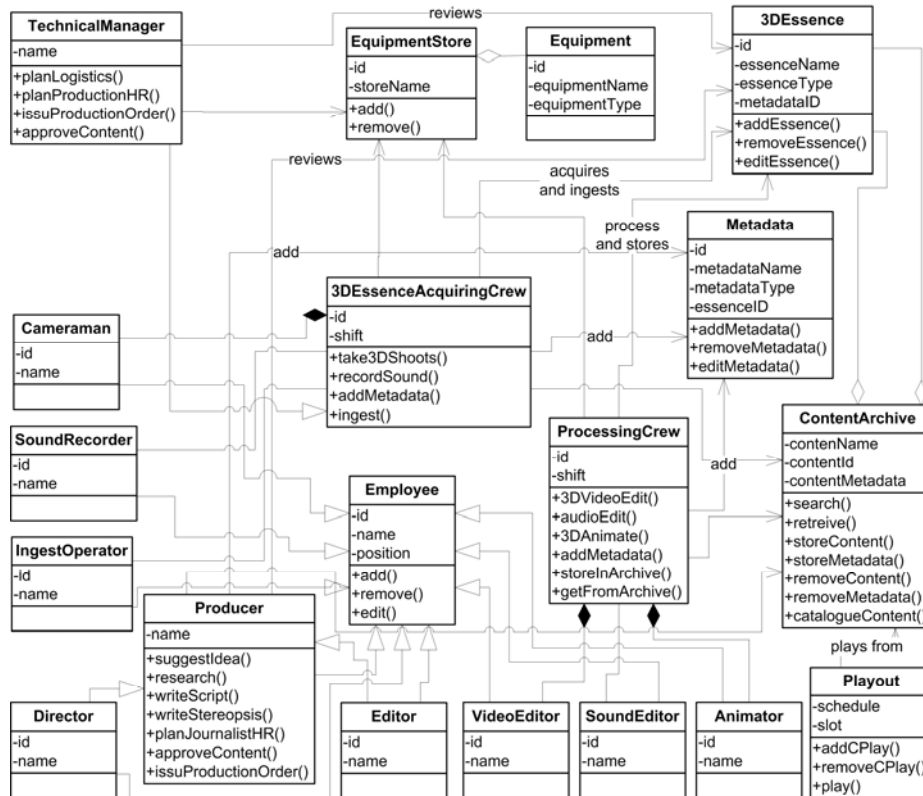 TechnicalManager
-name
+planLogistics()
+planProductionHR()
+issuProductionOrder()
+approveContent()
reviews
EquipmentStore
-id
-storeName
+add()
+remove()
Equipment
-id
-equipmentName
-equipmentType
3DEssence
-id
-essenceName
-essenceType
-metadataID
+addEssence()
+removeEssence()
+editEssence()
reviews
acquires
and ingests
process
and stores
add
Metadata
-id
-metadataName
-metadataType
-essenceID
+addMetadata()
+removeMetadata()
+editMetadata()
3DEssenceAcquiringCrew
-id
-shift
+take3DShoots()
+recordSound()
+addMetadata()
+ingest()
add
Cameraman
-id
-name
SoundRecorder
-id
-name
IngestOperator
-id
-name
Employee
-id
-name
-position
+add()
+remove()
+edit()
ProcessingCrew
-id
-shift
+3DVideoEdit()
+audioEdit()
+3DAnimate()
+addMetadata()
+storeInArchive()
+getFromArchive()
add
ContentArchive
-contenName
-contentId
-contentMetadata
+search()
+retreive()
+storeContent()
+storeMetadata()
+removeContent()
+removeMetadata()
+catalogueContent()
plays from
Producer
-name
+suggestIdea()
+research()
+writeScript()
+writeStereopsis()
+planJournalistHR()
+approveContent()
+issuProductionOrder()
Director
-id
-name
Editor
-id
-name
VideoEditor
-id
-name
SoundEditor
-id
-name
Animator
-id
-name
Playout
-schedule
-slot
+addCPlay()
+removeCPlay()
+play()